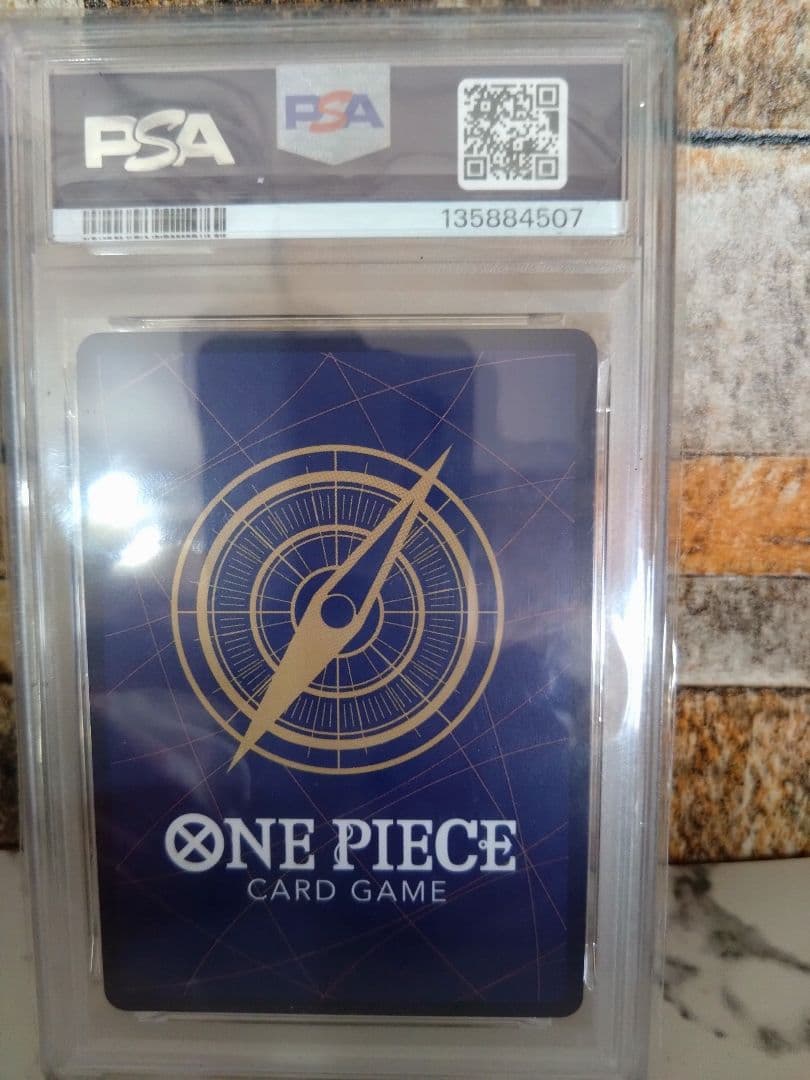 PSA
PSA
135884507
ONE PIECE
CARD GAME